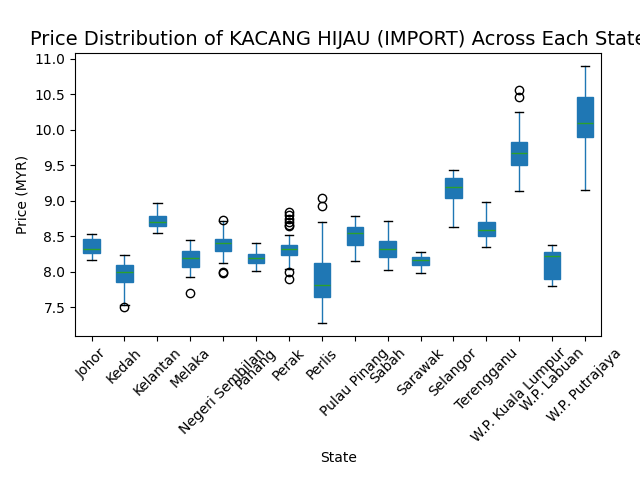 Price Distribution of KACANG HIJAU (IMPORT) Across Each State
11.0
10.5
10.0
9.5
9.0
8.5
8.0
7.5
Price (MYR)
Johor
Kedah
Kelantan
Melaka
Negeri Sembilan
Pahang
Perak
Perlis
Pulau Pinang
Sabah
Sarawak
Selangor
Terengganu
W.P. Kuala Lumpur
W.P. Labuan
W.P. Putrajaya
State